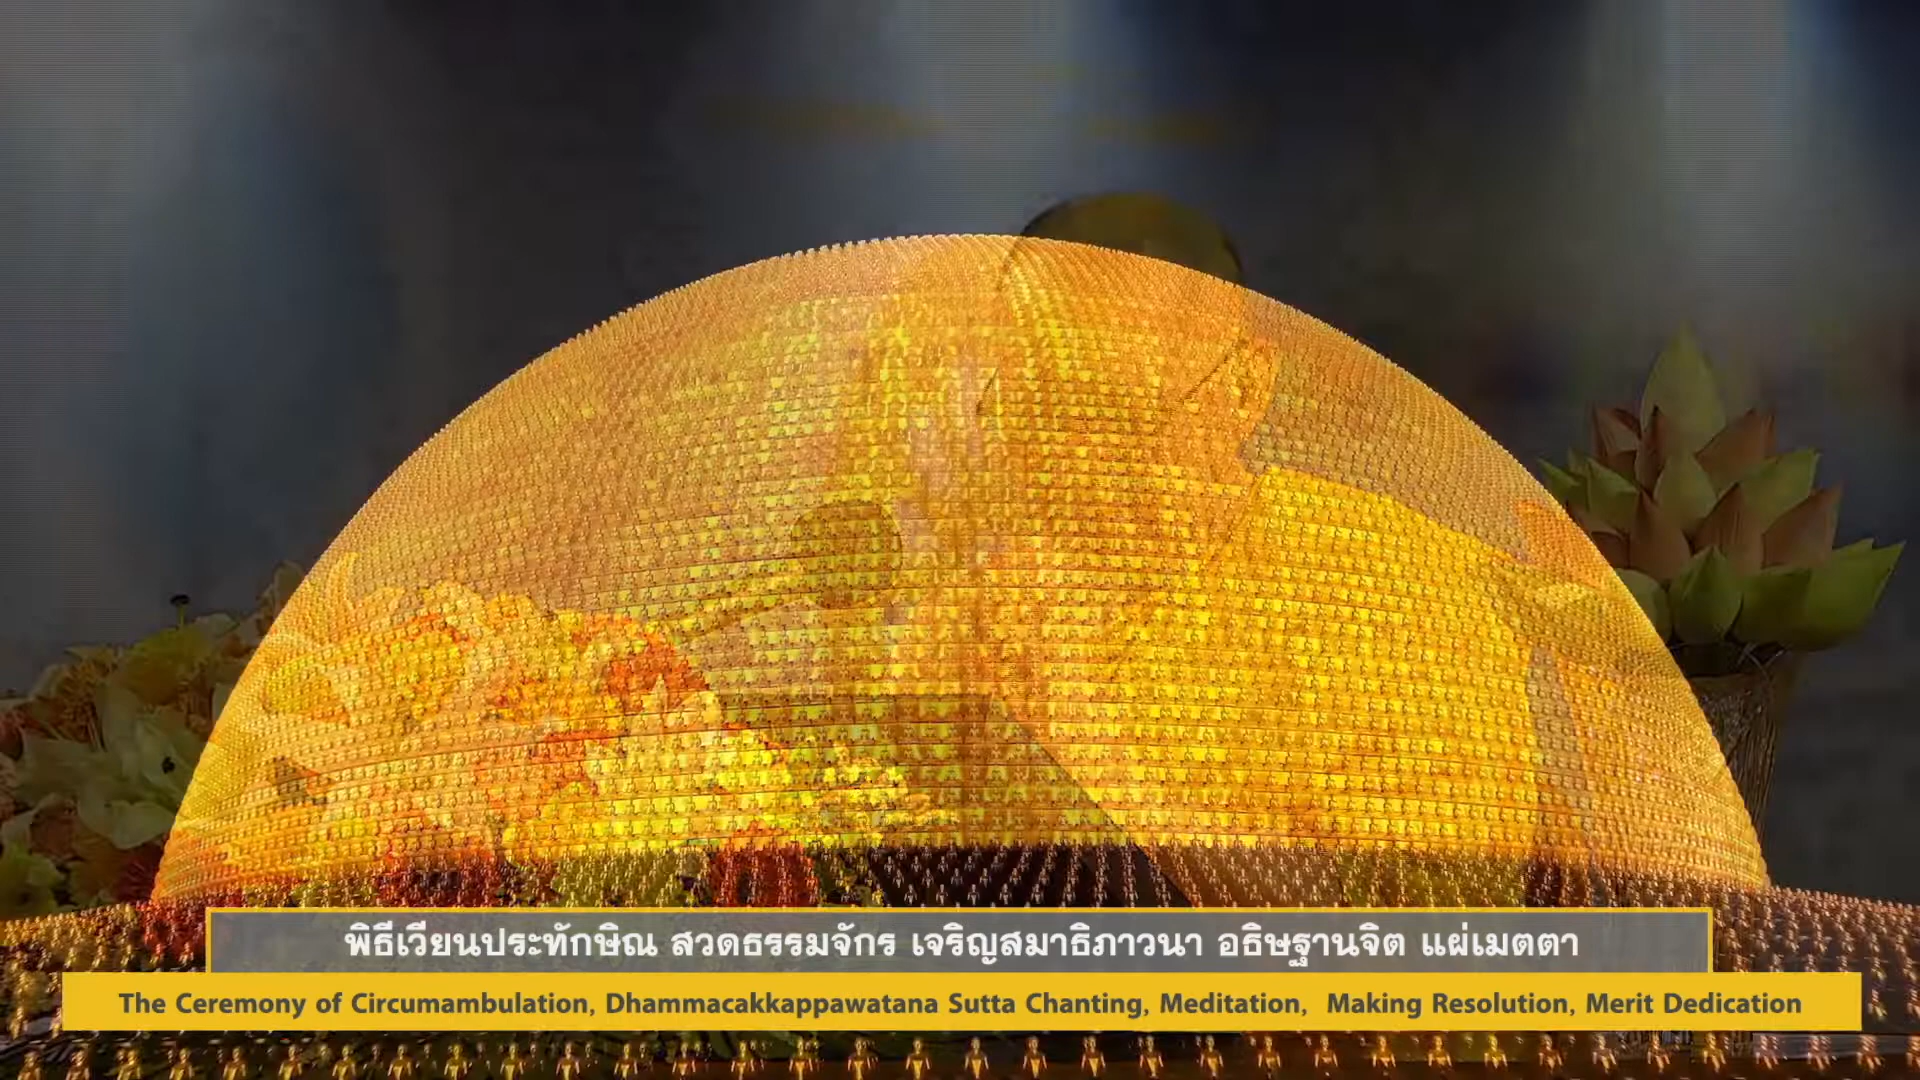 พิธีเวียนประทักษิณ สวดธรรมจักร เจริญสมาธิภาวนา อธิษฐานจิต แผ่เมตตา
The Ceremony of Circumambulation, Dhammacakkappawatana Sutta Chanting, Meditation, Making Resolution, Merit Dedication